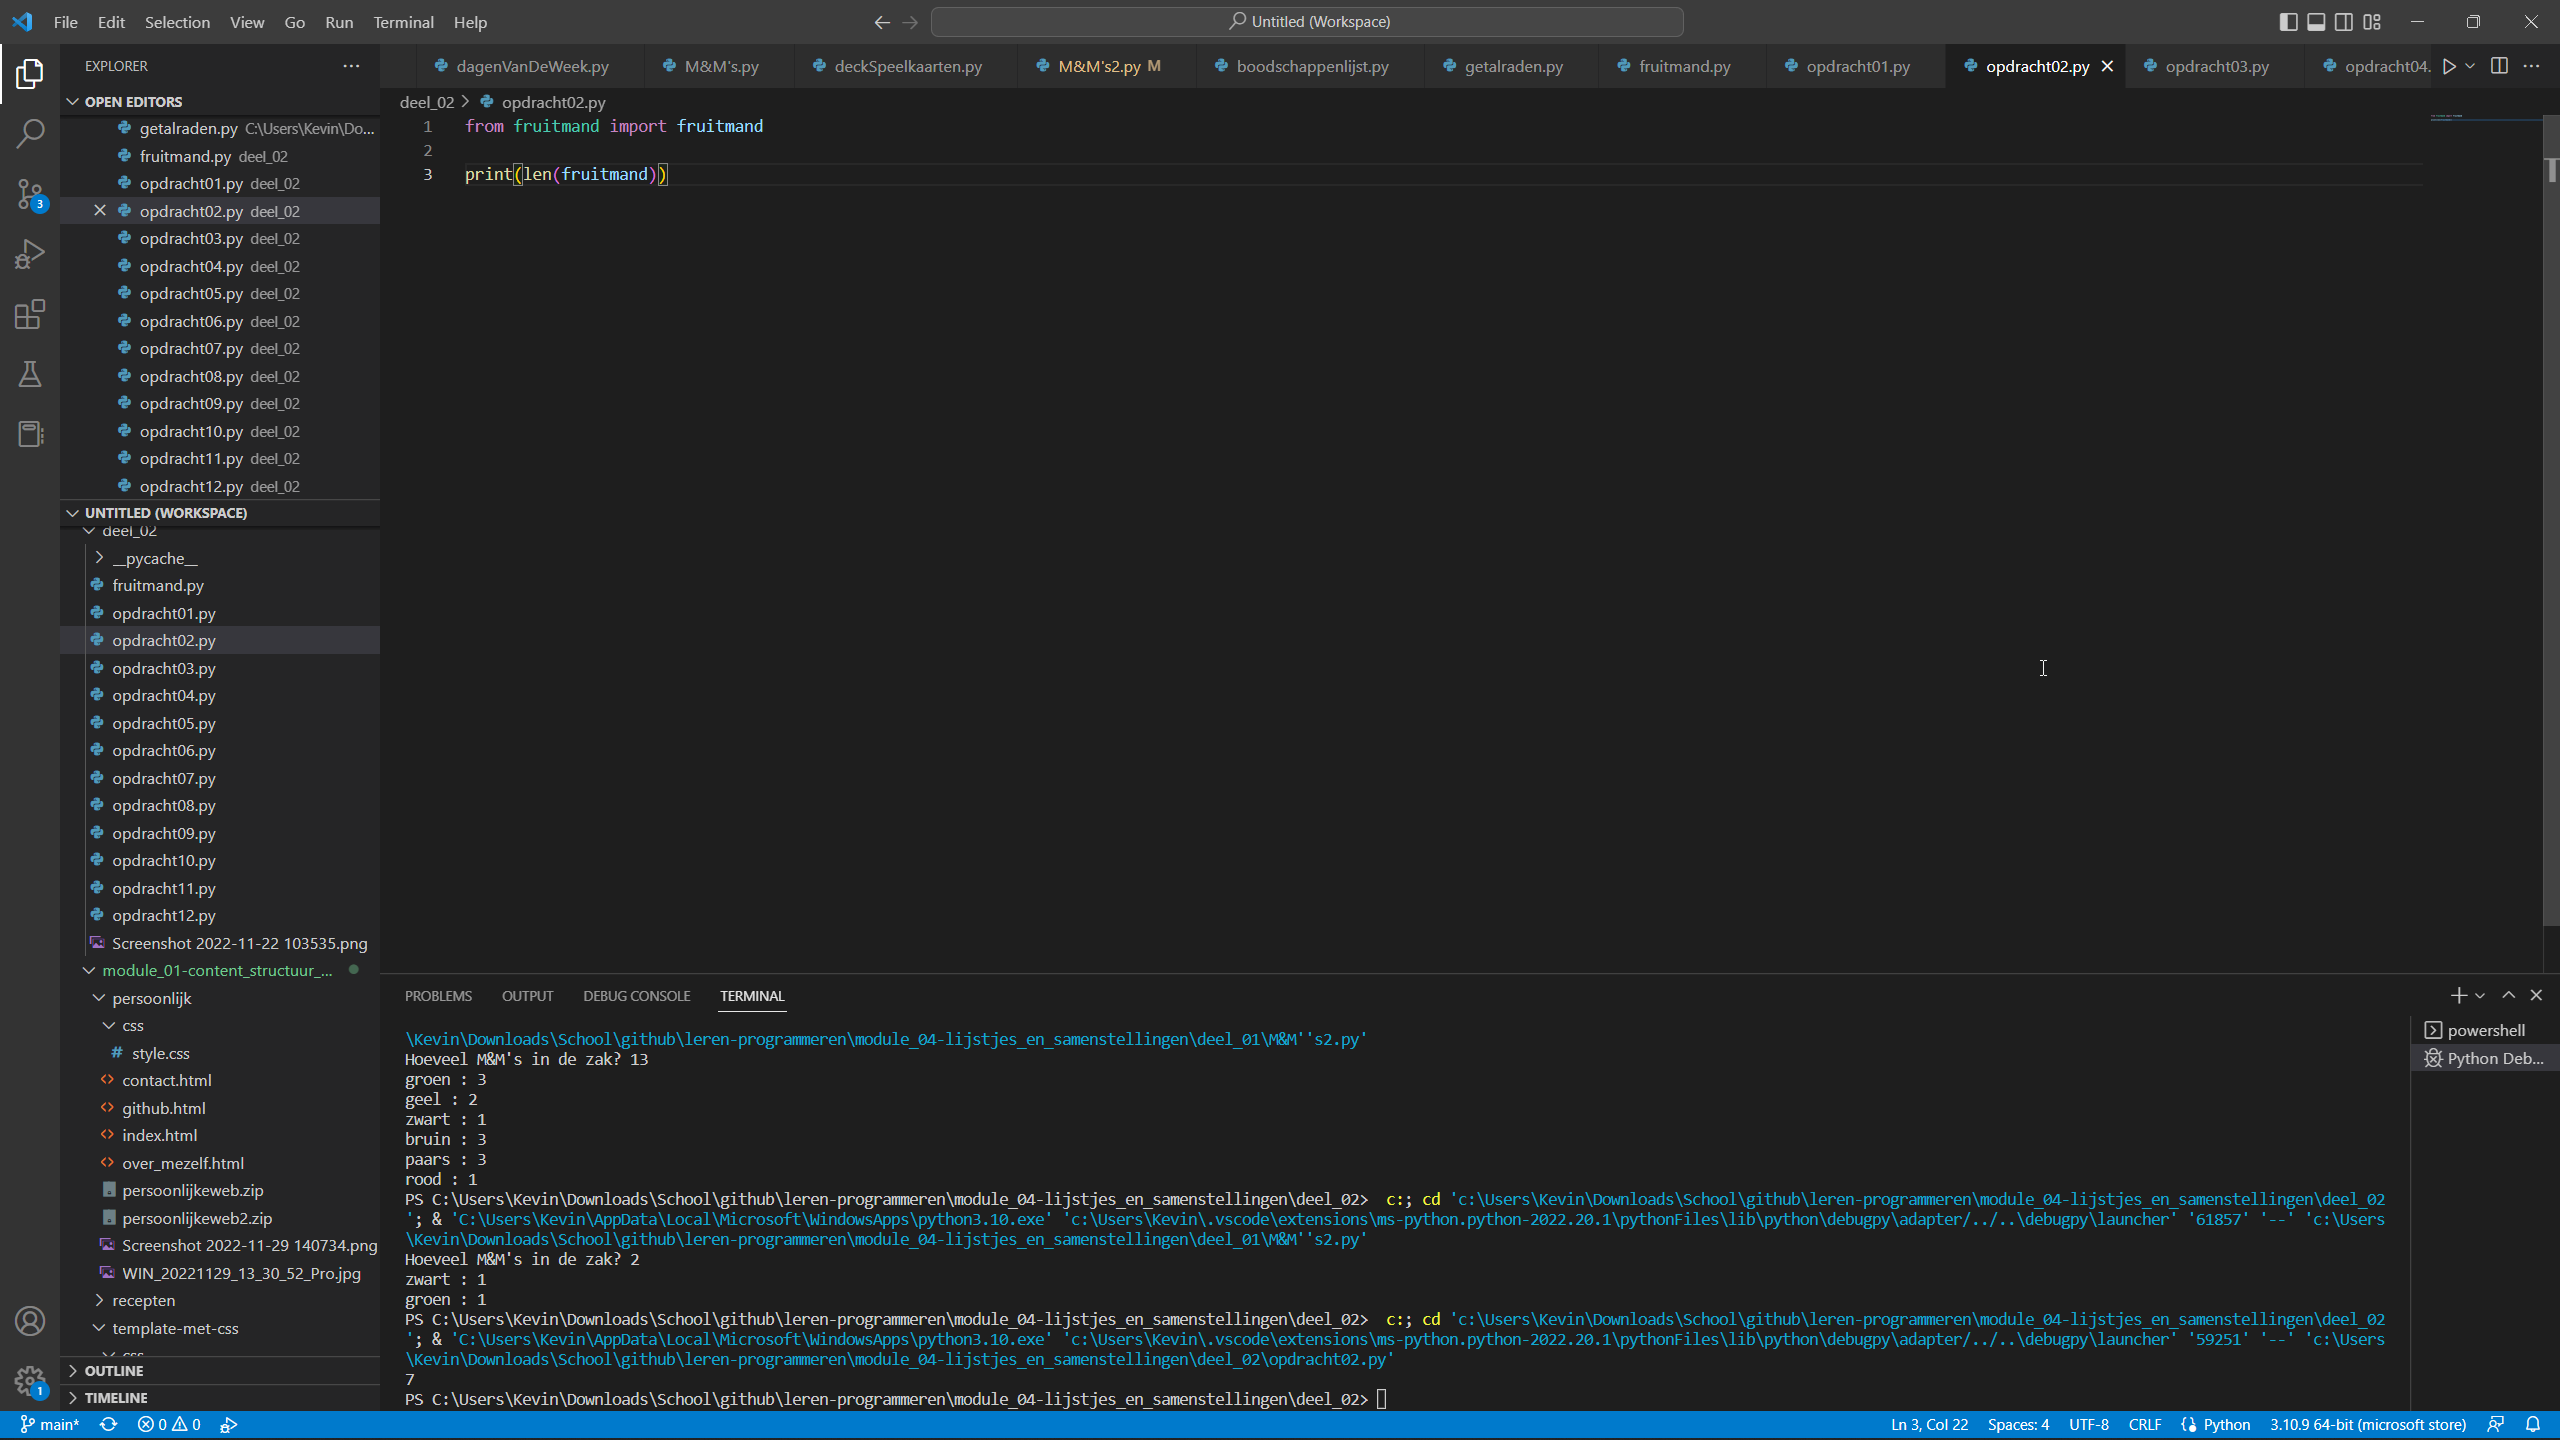 File Edit Selection View Go Run Terminal Help
Untitled (Workspace)
EXPLORER
dagenVanDeWeek.py M&M's.py deckSpeelkaarten.py M&M's2.py M boodschappenlijst.py getalraden.py fruitmand.py opdracht01.py opdracht02.py opdracht03.py opdracht04.
OPEN EDITORS
getalraden.py C:\Users\Kevin\Do...
fruitmand.py deel_02
opdracht01.py deel_02
opdracht02.py deel_02
opdracht03.py deel_02
opdracht04.py deel_02
opdracht05.py deel_02
opdracht06.py deel_02
opdracht07.py deel_02
opdracht08.py deel_02
opdracht09.py deel_02
opdracht10.py deel_02
opdracht11.py deel_02
opdracht12.py deel_02
UNTITLED (WORKSPACE)
deel_02
__pycache__
fruitmand.py
opdracht01.py
opdracht02.py
opdracht03.py
opdracht04.py
opdracht05.py
opdracht06.py
opdracht07.py
opdracht08.py
opdracht09.py
opdracht10.py
opdracht11.py
opdracht12.py
Screenshot 2022-11-22 103535.png
module_01-content_structuur_...
persoonlijk
css
style.css
contact.html
github.html
index.html
over_mezelf.html
persoonlijkeweb.zip
persoonlijkeweb2.zip
Screenshot 2022-11-29 140734.png
WIN_20221129_13_30_52_Pro.jpg
recepten
template-met-css
css
OUTLINE
TIMELINE
deel_02 > opdracht02.py
1 from fruitmand import fruitmand
2
3 print(len(fruitmand))
PROBLEMS OUTPUT DEBUG CONSOLE TERMINAL
powershell
Python Deb...
\Kevin\Downloads\School\github\leren-programmeren\module_04-lijstjes_en_samenstellingen\deel_01\M&M''s2.py'
Hoeveel M&M's in de zak? 13
groen : 3
geel : 2
zwart : 1
bruin : 3
paars : 3
rood : 1
PS C:\Users\Kevin\Downloads\School\github\leren-programmeren\module_04-lijstjes_en_samenstellingen\deel_02>  c:; cd 'c:\Users\Kevin\Downloads\School\github\leren-programmeren\module_04-lijstjes_en_samenstellingen\deel_02
'; & 'C:\Users\Kevin\AppData\Local\Microsoft\WindowsApps\python3.10.exe' 'c:\Users\Kevin\.vscode\extensions\ms-python.python-2022.20.1\pythonFiles\lib\python\debugpy\adapter/../..\debugpy\launcher' '61857' '--' 'c:\Users
\Kevin\Downloads\School\github\leren-programmeren\module_04-lijstjes_en_samenstellingen\deel_01\M&M''s2.py'
Hoeveel M&M's in de zak? 2
zwart : 1
groen : 1
PS C:\Users\Kevin\Downloads\School\github\leren-programmeren\module_04-lijstjes_en_samenstellingen\deel_02>  c:; cd 'c:\Users\Kevin\Downloads\School\github\leren-programmeren\module_04-lijstjes_en_samenstellingen\deel_02
'; & 'C:\Users\Kevin\AppData\Local\Microsoft\WindowsApps\python3.10.exe' 'c:\Users\Kevin\.vscode\extensions\ms-python.python-2022.20.1\pythonFiles\lib\python\debugpy\adapter/../..\debugpy\launcher' '59251' '--' 'c:\Users
\Kevin\Downloads\School\github\leren-programmeren\module_04-lijstjes_en_samenstellingen\deel_02\opdracht02.py'
7
PS C:\Users\Kevin\Downloads\School\github\leren-programmeren\module_04-lijstjes_en_samenstellingen\deel_02>
3
1
main* 0 0 Ln 3, Col 22 Spaces: 4 UTF-8 CRLF Python 3.10.9 64-bit (microsoft store)